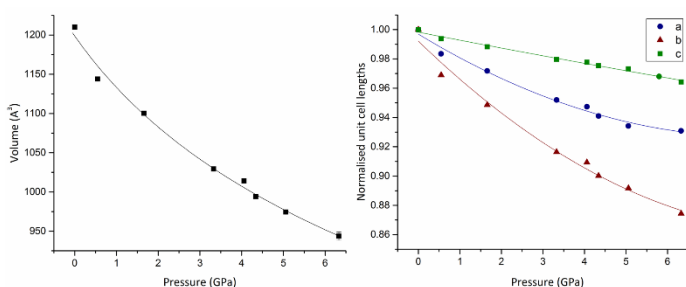 1200
1150
1100
1050
1000
950
Volume (A³)
0 1 2 3 4 5 6
Pressure (GPa)
1.00
0.98
0.96
0.94
0.92
0.90
0.88
0.86
Normalised unit cell lengths
a
b
c
0 1 2 3 4 5 6
Pressure (GPa)